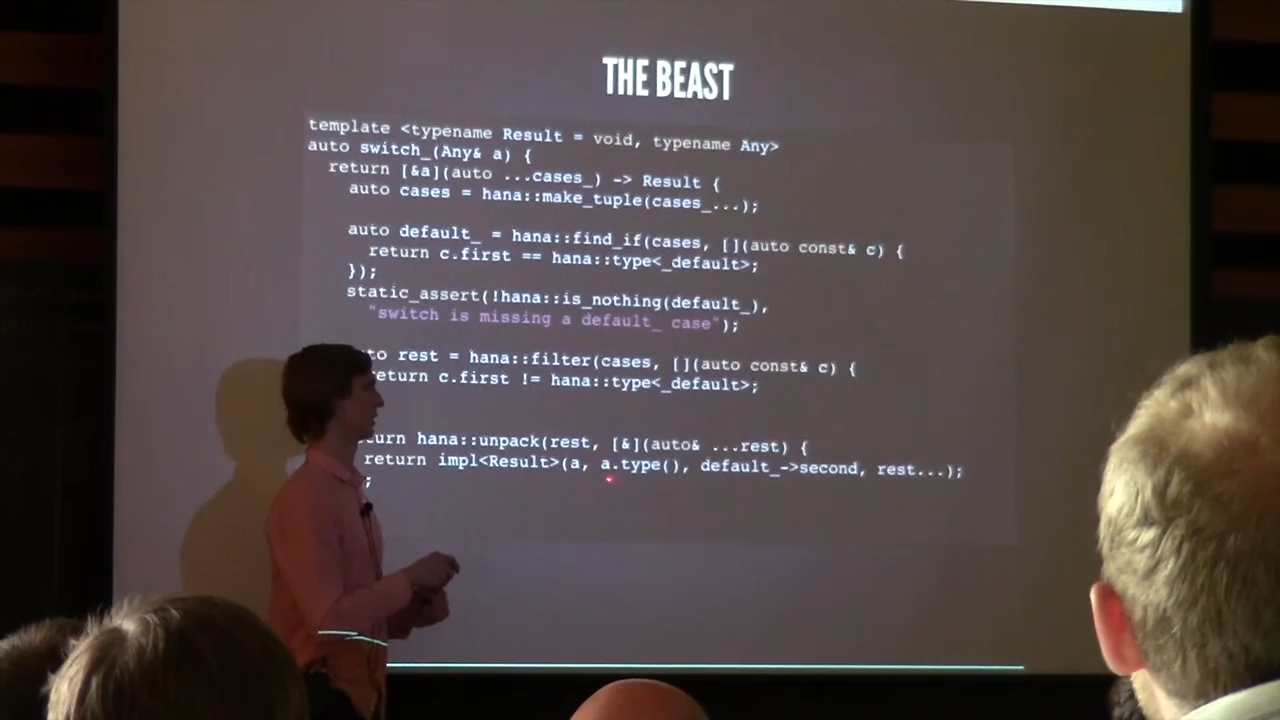 THE BEAST
template <typename Result = void, typename Any>
auto switch_(Any& a) {
return [&a](auto ...cases_) -> Result {
auto cases = hana::make_tuple(cases_...);
auto default_ = hana::find_if(cases, [](auto const& c) {
return c.first == hana::type<_default>;
});
static_assert(!hana::is_nothing(default_),
"switch is missing a default_ case");
to rest = hana::filter(cases, [](auto const& c) {
eturn c.first != hana::type<_default>;
urn hana::unpack(rest, [&](auto& ...rest) {
return impl<Result>(a, a.type(), default_->second, rest...);
;